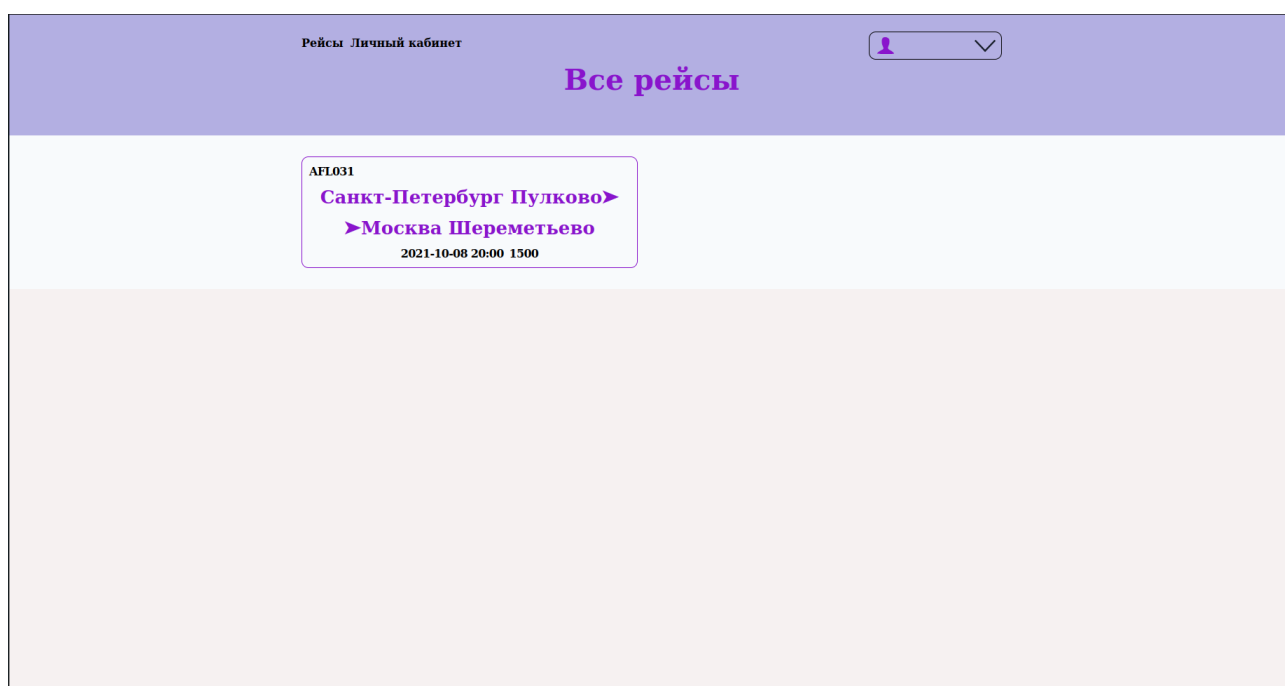 Рейсы Личный кабинет
Все рейсы
AFL031
Санкт-Петербург Пулково➤
➤Москва Шереметьево
2021-10-08 20:00 1500